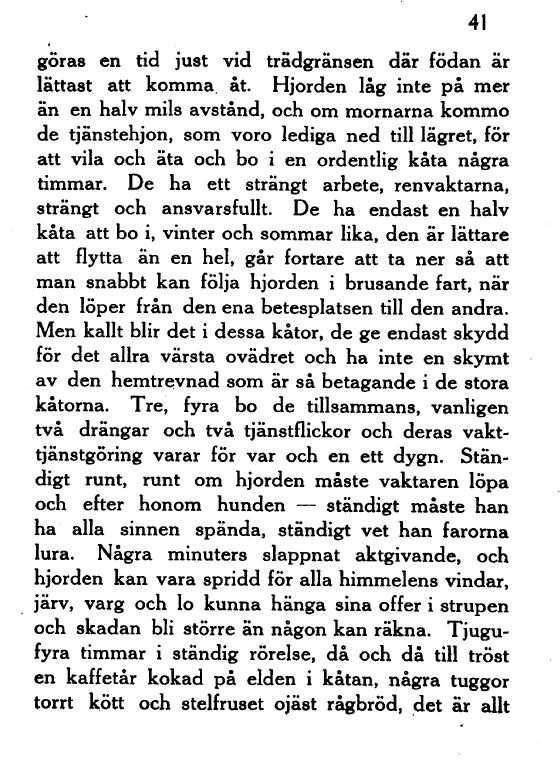 41
göras en tid just vid trädgränsen där födan är
lättast att komma åt. Hjorden låg inte på mer
än en halv mils avstånd, och om mornarna kommo
de tjänstehjon, som voro lediga ned till lägret, för
att vila och äta och bo i en ordentlig kåta några
timmar. De ha ett strängt arbete, renvaktarna,
strängt och ansvarsfullt. De ha endast en halv
kåta att bo i, vinter och sommar lika, den är lättare
att flytta än en hel, går fortare att ta ner så att
man snabbt kan följa hjorden i brusande fart, när
den löper från den ena betesplatsen till den andra.
Men kallt blir det i dessa kåtor, de ge endast skydd
för det allra värsta ovädret och ha inte en skymt
av den hemtrevnad som är så betagande i de stora
kåtorna. Tre, fyra bo de tillsammans, vanligen
två drängar och två tjänstflickor och deras vakt-
tjänstgöring varar för var och en ett dygn. Stän-
digt runt, runt om hjorden måste vaktaren löpa
och efter honom hunden — ständigt måste han
ha alla sinnen spända, ständigt vet han farorna
lura. Några minuters slappnat aktgivande, och
hjorden kan vara spridd för alla himmelens vindar,
järv, varg och lo kunna hänga sina offer i strupen
och skadan bli större än någon kan räkna. Tjugu-
fyra timmar i ständig rörelse, då och då till tröst
en kaffetår kokad på elden i kåtan, några tuggor
torrt kött och stelfruset ojäst rågbröd, det är allt